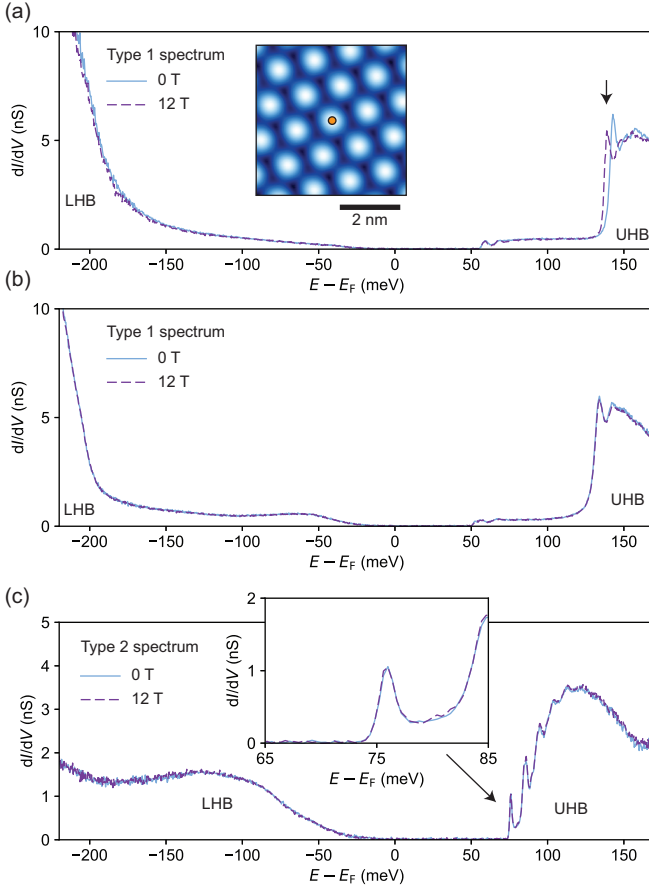 (a)
10
5
0
dI/dV (nS)
Type 1 spectrum
0 T
12 T
2 nm
LHB
UHB
−200 −150 −100 −50 0 50 100 150
E − EF (meV)
(b)
10
5
0
dI/dV (nS)
Type 1 spectrum
0 T
12 T
LHB
UHB
−200 −150 −100 −50 0 50 100 150
E − EF (meV)
(c)
5
4
3
2
1
0
dI/dV (nS)
Type 2 spectrum
0 T
12 T
2
1
0
dI/dV (nS)
65 75 85
E − EF (meV)
LHB
UHB
−200 −150 −100 −50 0 50 100 150
E − EF (meV)